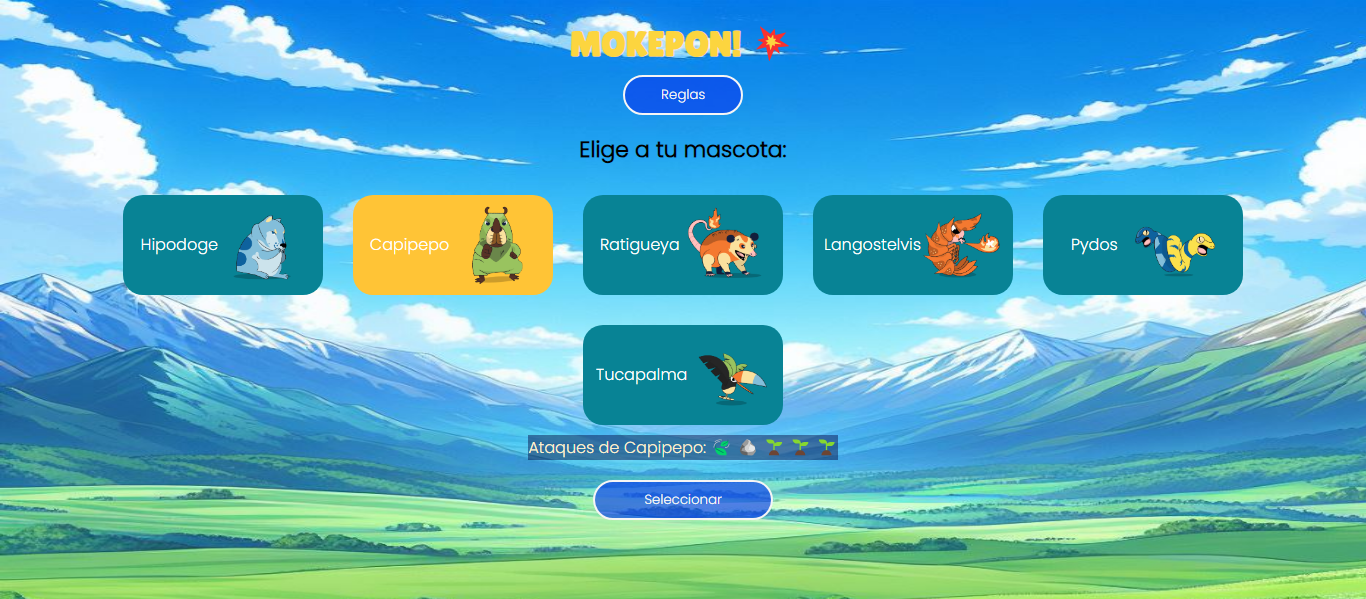 MOKEPON!
Reglas
Elige a tu mascota:
Hipodoge
Capipepo
Ratigueya
Langostelvis
Pydos
Tucapalma
Ataques de Capipepo:
Seleccionar